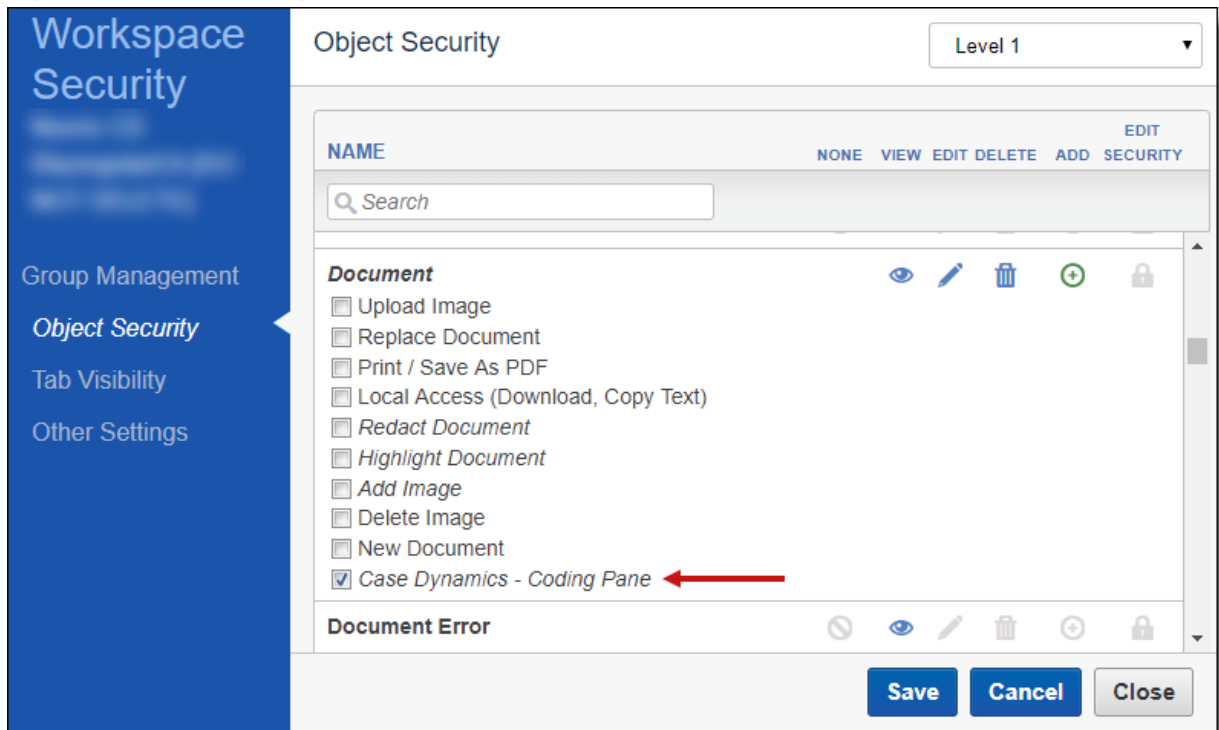 Workspace
Security
Group Management
Object Security
Tab Visibility
Other Settings
Object Security
Level 1
NAME
NONE VIEW EDIT DELETE ADD EDIT SECURITY
Search
Document
Upload Image
Replace Document
Print / Save As PDF
Local Access (Download, Copy Text)
Redact Document
Highlight Document
Add Image
Delete Image
New Document
Case Dynamics - Coding Pane
Document Error
Save Cancel Close